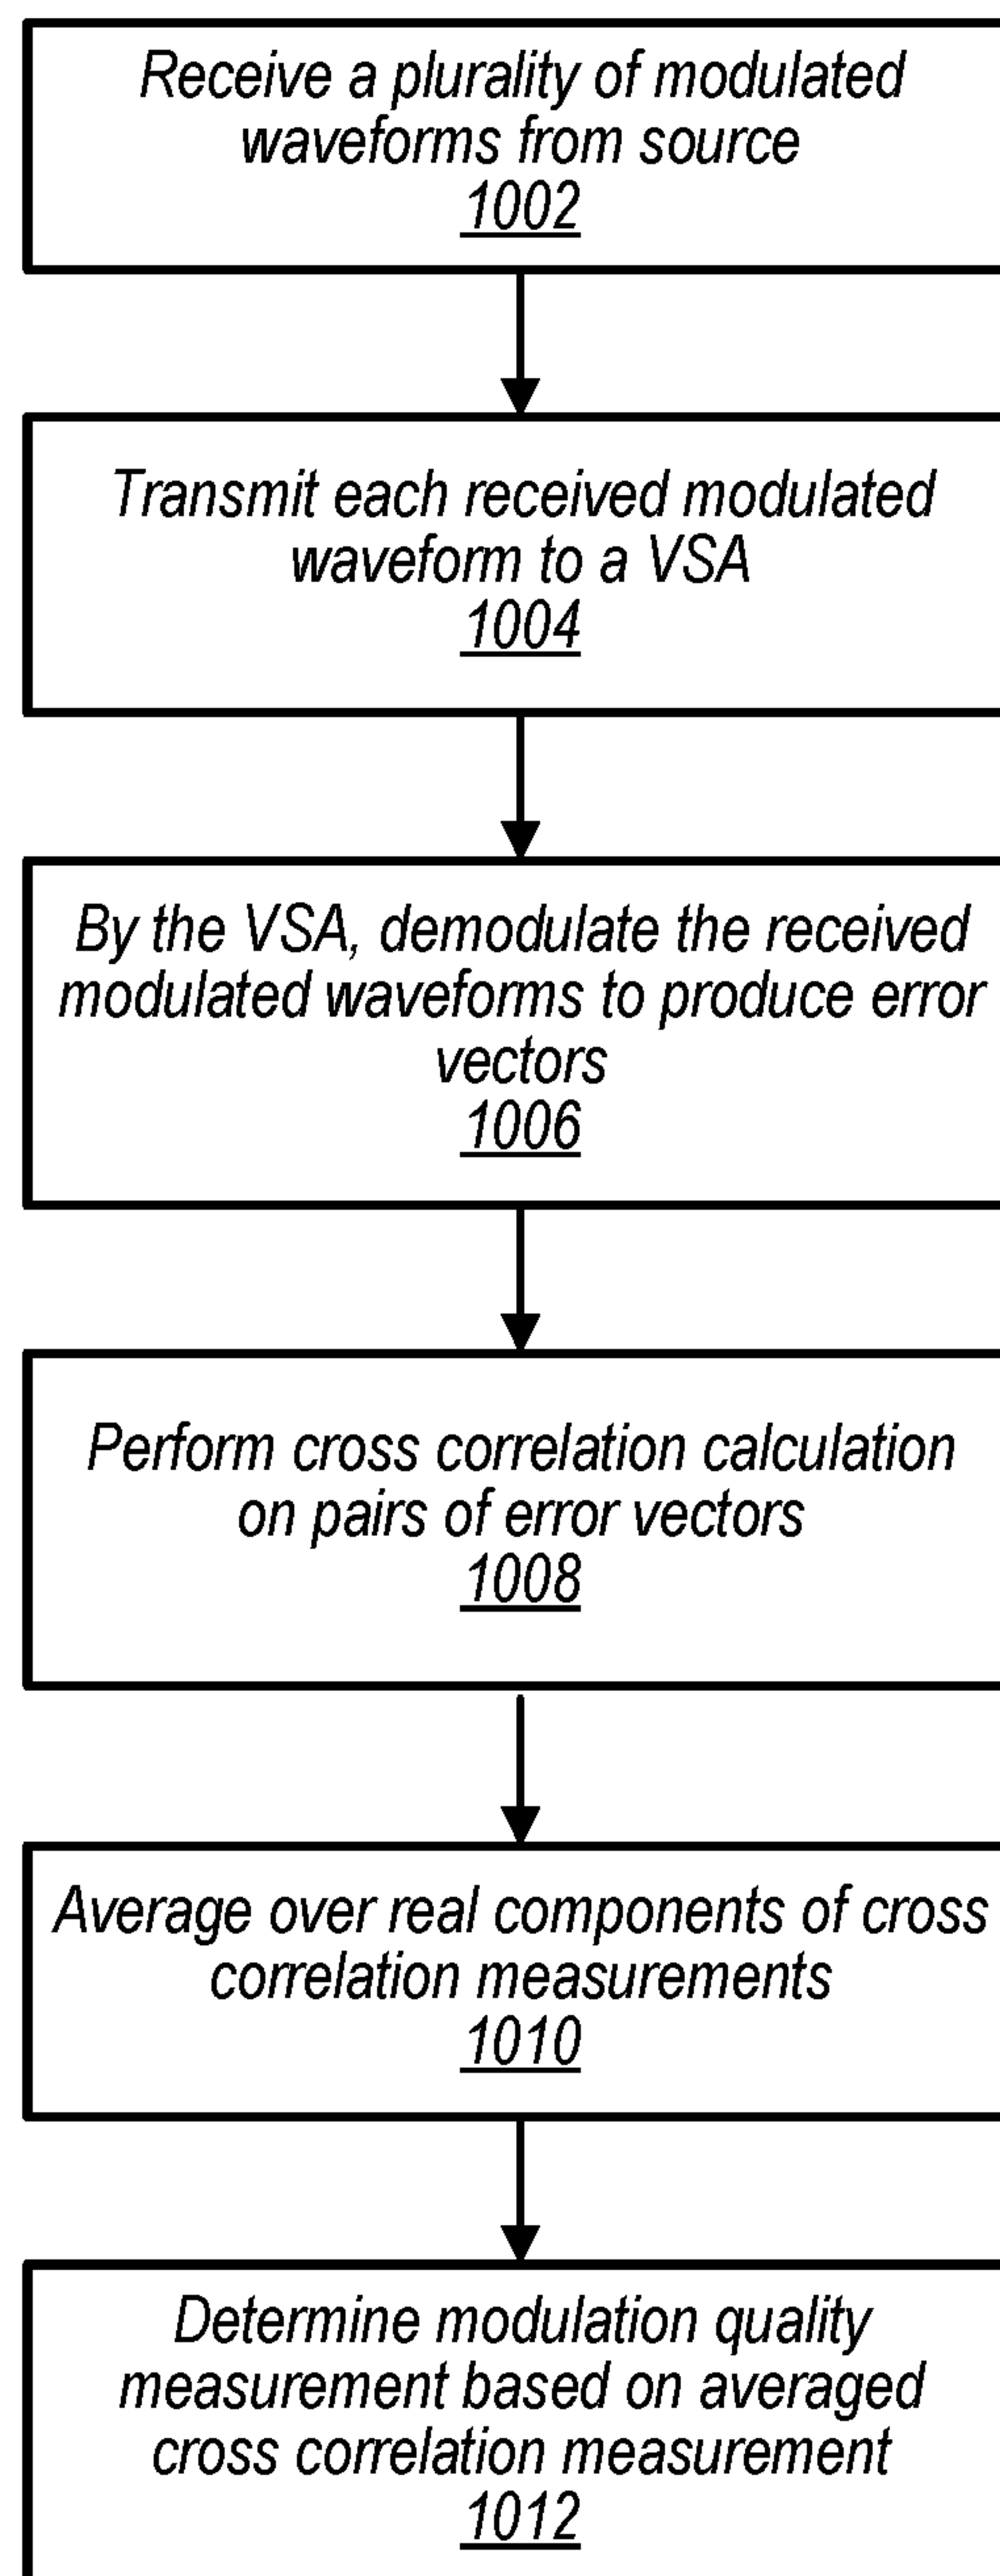 Receive a plurality of modulated
waveforms from source
1002
Transmit each received modulated
waveform to a VSA
1004
By the VSA, demodulate the received
modulated waveforms to produce error
vectors
1006
Perform cross correlation calculation
on pairs of error vectors
1008
Average over real components of cross
correlation measurements
1010
Determine modulation quality
measurement based on averaged
cross correlation measurement
1012